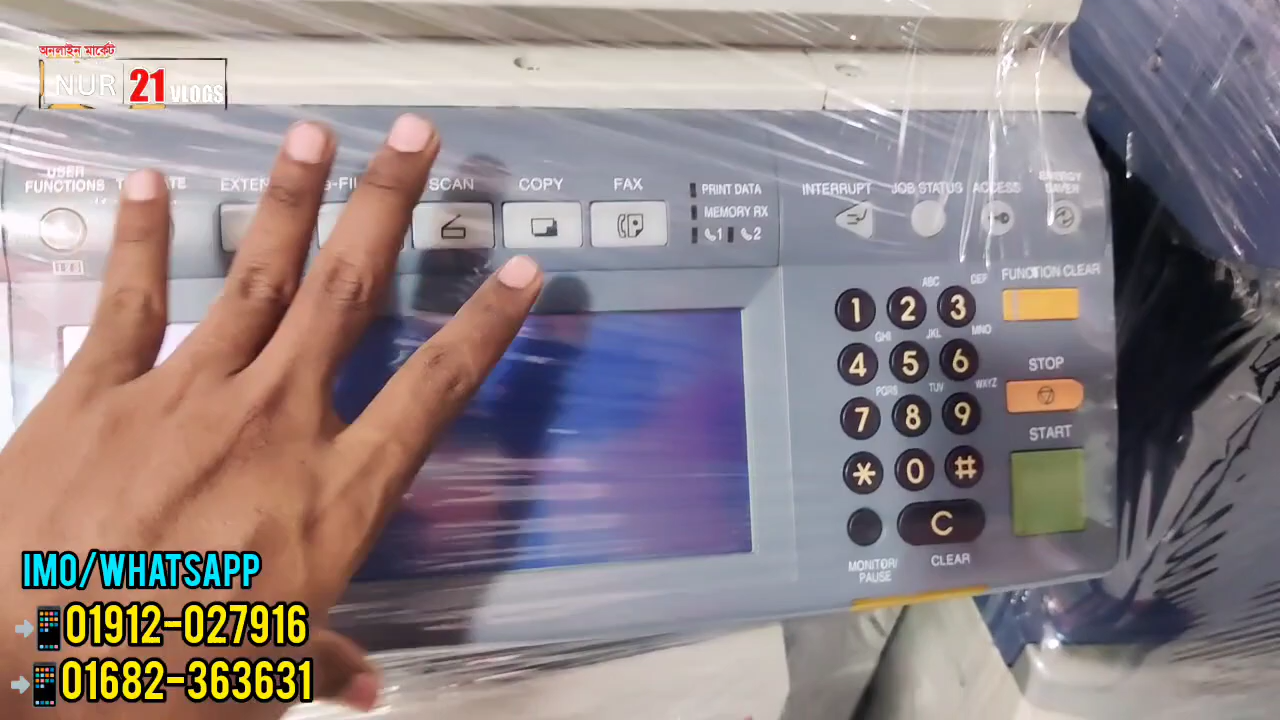 অনলাইন মার্কেট
NUR 21 VLOGS
USER FUNCTIONS
SCAN
COPY
FAX
PRINT DATA
MEMORY RX
1 2
INTERRUPT
JOB STATUS
ACCESS
ENERGY SAVER
FUNCTION CLEAR
ABC DEF
1 2 3
GHI JKL MNO
4 5 6
PQRS TUV WXYZ
7 8 9
* 0 #
C
STOP
START
MONITOR/ PAUSE
CLEAR
IMO/WHATSAPP
01912-027916
01682-363631